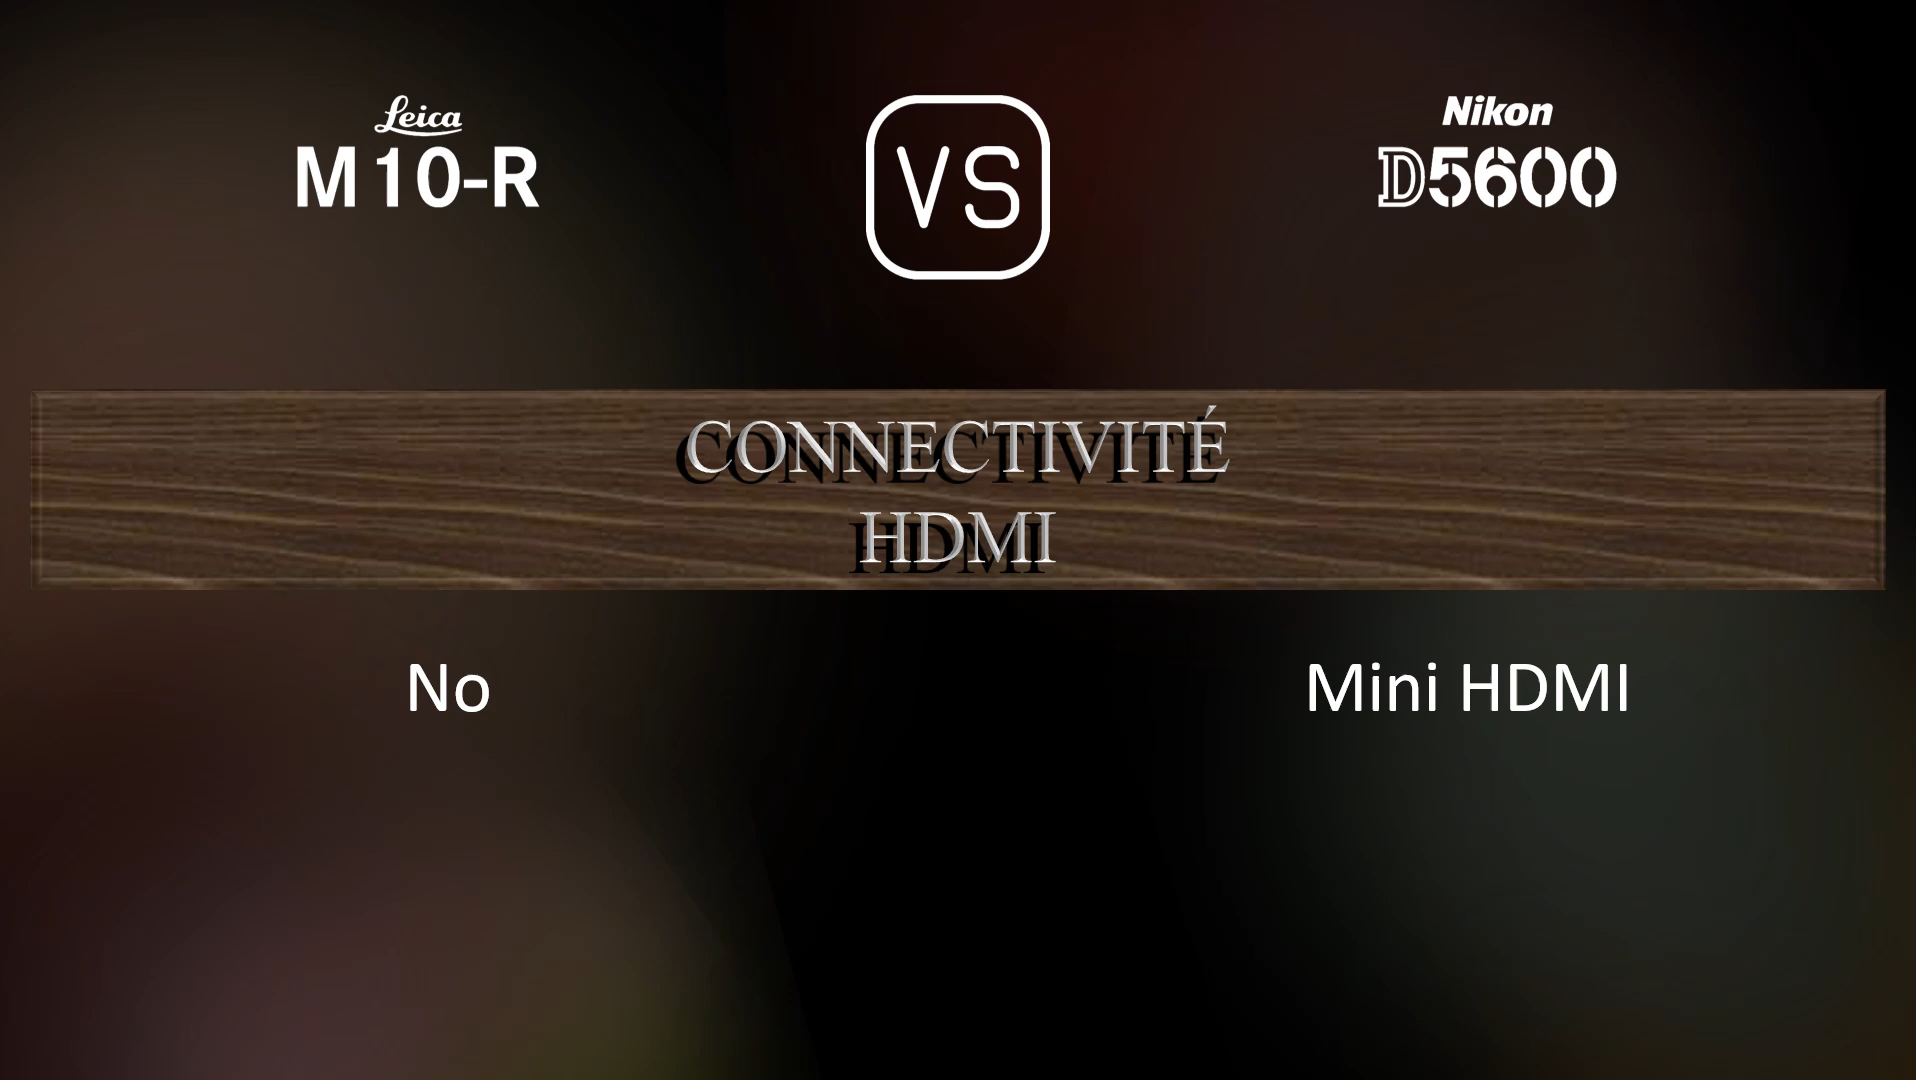 Leica
M10-R
VS
Nikon
D5600
CONNECTIVITÉ
HDMI
No
Mini HDMI